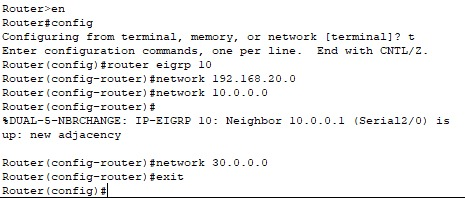 Router>en
Router#config
Configuring from terminal, memory, or network [terminal]? t
Enter configuration commands, one per line.  End with CNTL/Z.
Router(config)#router eigrp 10
Router(config-router)#network 192.168.20.0
Router(config-router)#network 10.0.0.0
Router(config-router)#
%DUAL-5-NBRCHANGE: IP-EIGRP 10: Neighbor 10.0.0.1 (Serial2/0) is
up: new adjacency
Router(config-router)#network 30.0.0.0
Router(config-router)#exit
Router(config)#